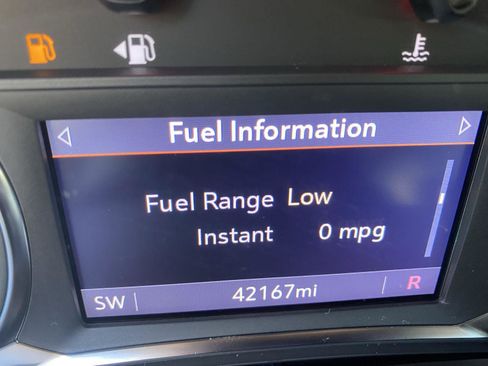 Fuel Information
Fuel Range Low
Instant 0 mpg
SW 42167mi R